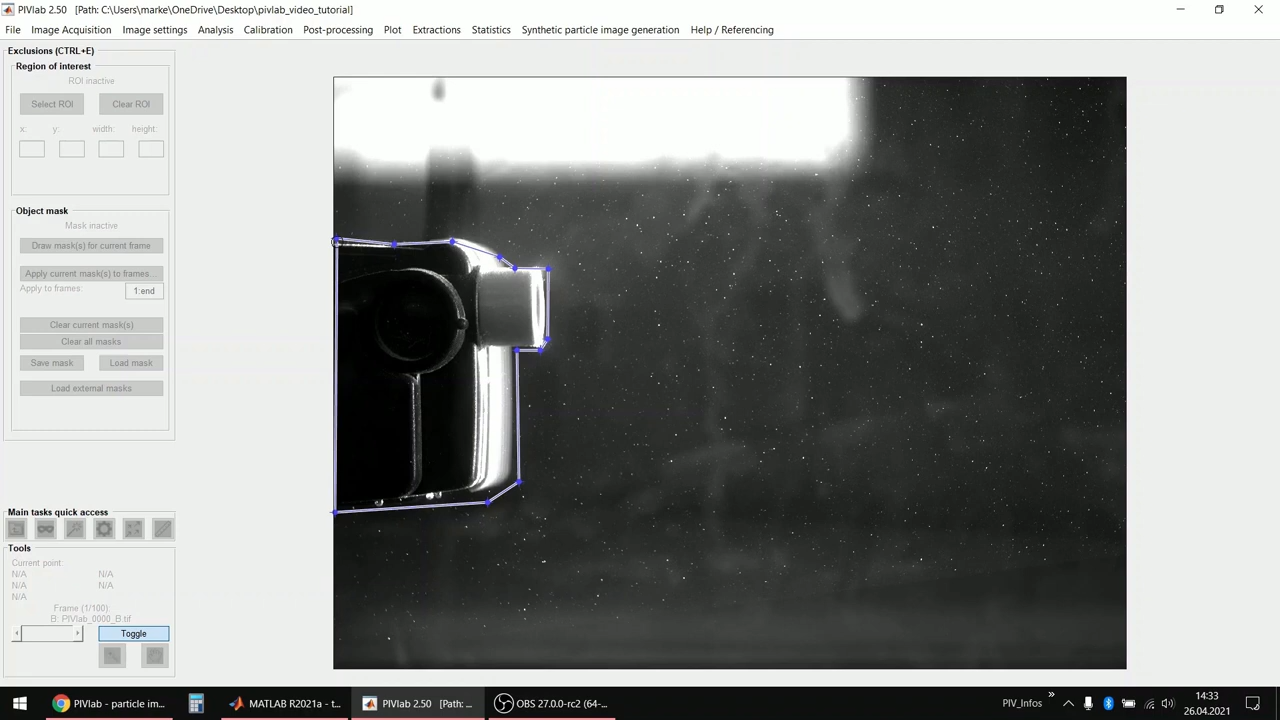 PIVlab 2.50 [Path: C:\Users\marke\OneDrive\Desktop\pivlab_video_tutorial]
File Image Acquisition Image settings Analysis Calibration Post-processing Plot Extractions Statistics Synthetic particle image generation Help / Referencing
Exclusions (CTRL+E)
Region of interest
ROI inactive
Select ROI Clear ROI
x: y: width: height:
Object mask
Mask inactive
Draw mask(s) for current frame
Apply current mask(s) to frames...
Apply to frames: 1:end
Clear current mask(s)
Clear all masks
Save mask Load mask
Load external masks
Main tasks quick access
Tools
Current point:
N/A N/A
N/A N/A
N/A
Frame (1/100)
B: PIVlab_0000_B.tif
Toggle
PIVlab - particle im... MATLAB R2021a - t... PIVlab 2.50 [Path: ... OBS 27.0.0-rc2 (64-... PIV_Infos 14:33
26.04.2021